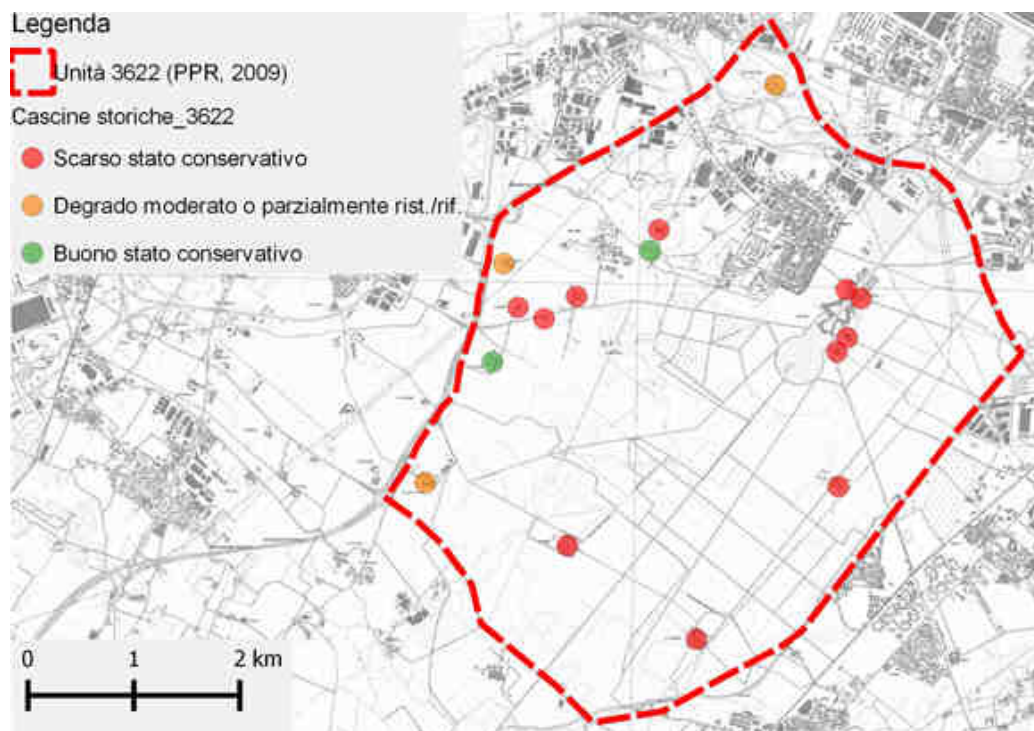 Legenda
Unità 3622 (PPR, 2009)
Cascine storiche_3622
Scarso stato conservativo
Degrado moderato o parzialmente rist./rif.
Buono stato conservativo
0 1 2 km